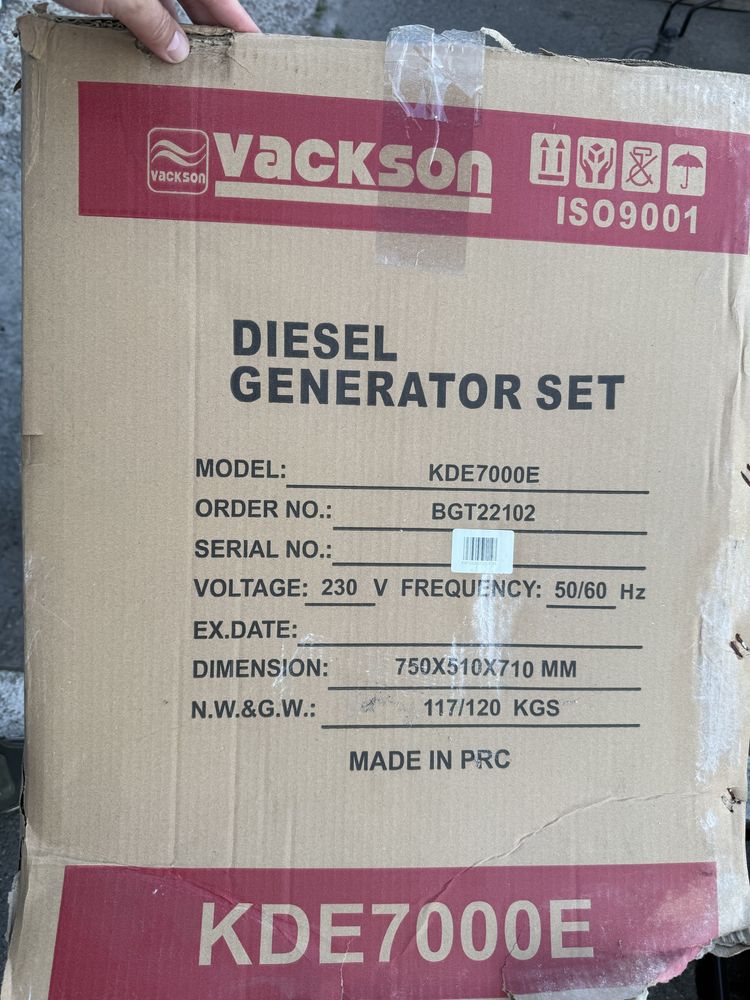 vackson
vackson
ISO9001
DIESEL
GENERATOR SET
MODEL: KDE7000E
ORDER NO.: BGT22102
SERIAL NO.:
VOLTAGE: 230 V FREQUENCY: 50/60 Hz
EX.DATE:
DIMENSION: 750X510X710 MM
N.W.&G.W.: 117/120 KGS
MADE IN PRC
KDE7000E